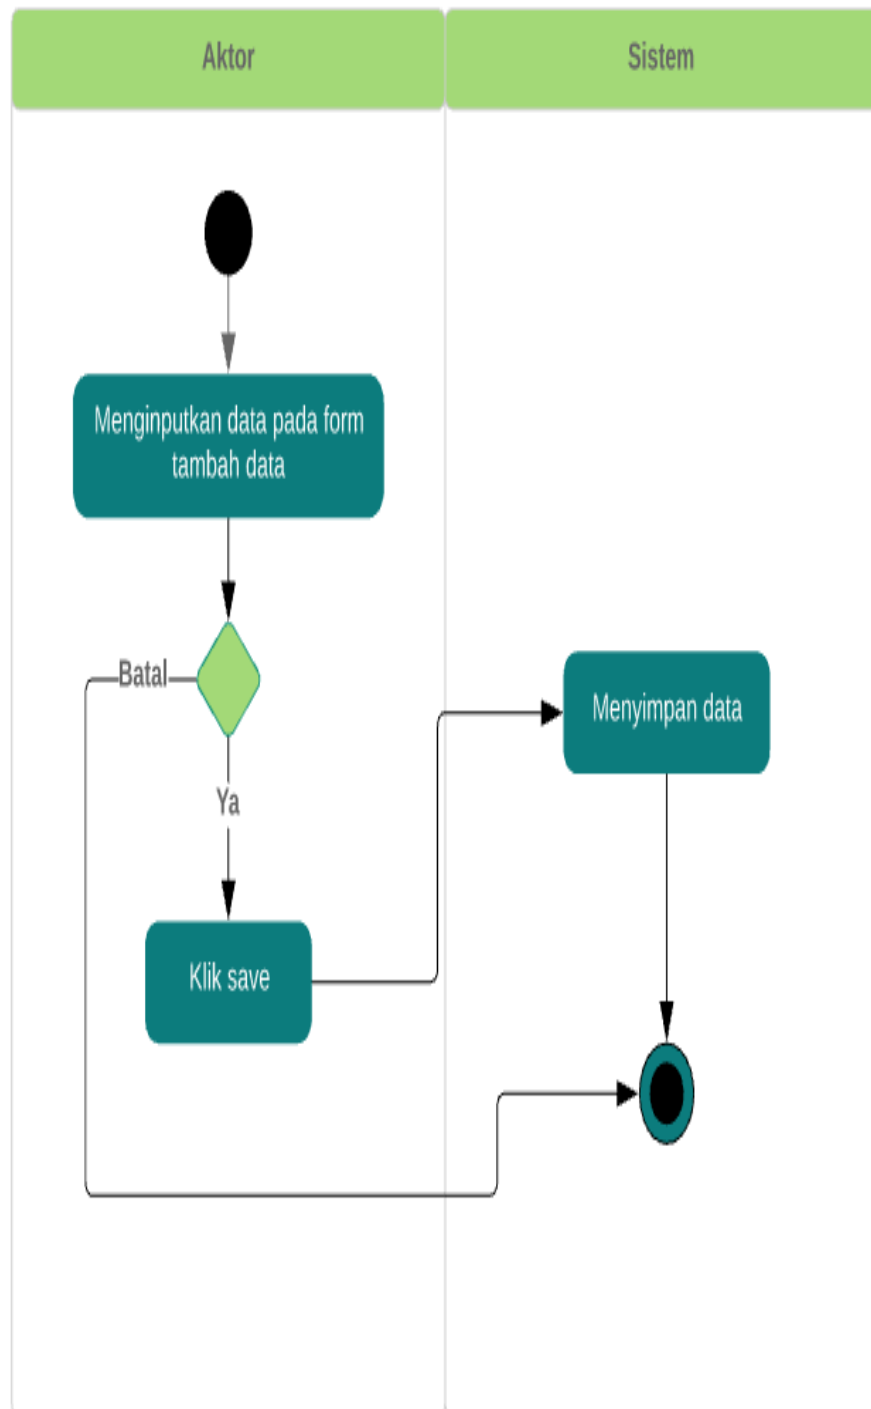 Aktor
Sistem
Menginputkan data pada form
tambah data
Batal
Menyimpan data
Ya
Klik save